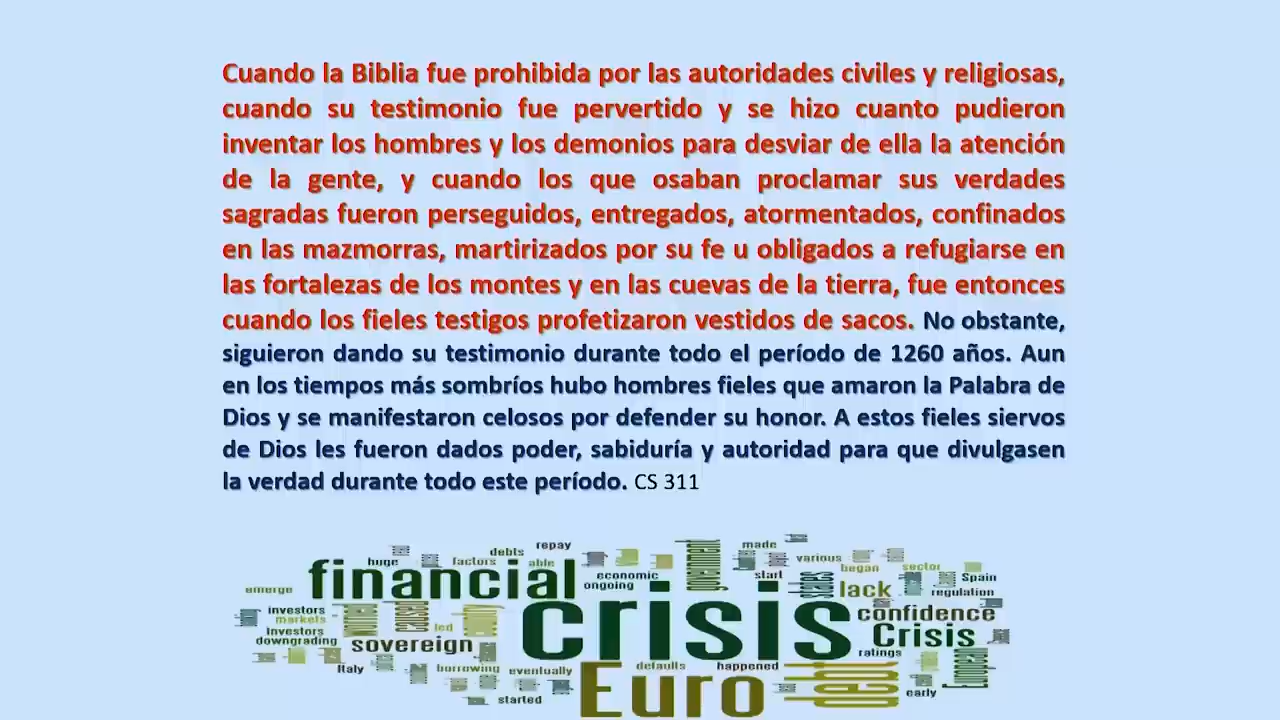 Cuando la Biblia fue prohibida por las autoridades civiles y religiosas,
cuando su testimonio fue pervertido y se hizo cuanto pudieron
inventar los hombres y los demonios para desviar de ella la atención
de la gente, y cuando los que osaban proclamar sus verdades
sagradas fueron perseguidos, entregados, atormentados, confinados
en las mazmorras, martirizados por su fe u obligados a refugiarse en
las fortalezas de los montes y en las cuevas de la tierra, fue entonces
cuando los fieles testigos profetizaron vestidos de sacos. No obstante,
siguieron dando su testimonio durante todo el período de 1260 años. Aun
en los tiempos más sombríos hubo hombres fieles que amaron la Palabra de
Dios y se manifestaron celosos por defender su honor. A estos fieles siervos
de Dios les fueron dados poder, sabiduría y autoridad para que divulgasen
la verdad durante todo este período. CS 311
repay
made
debts
huge
factors
able
various
began
sector
financial
economic
ongoing
government
start
states
lack
Spain
regulation
emerge
investors
markets
caused
led
crisis
confidence
Crisis
investors
downgrading
sovereign
ratings
Italy
borrowing
eventually
defaults
happened
debt
European
started
Euro
early